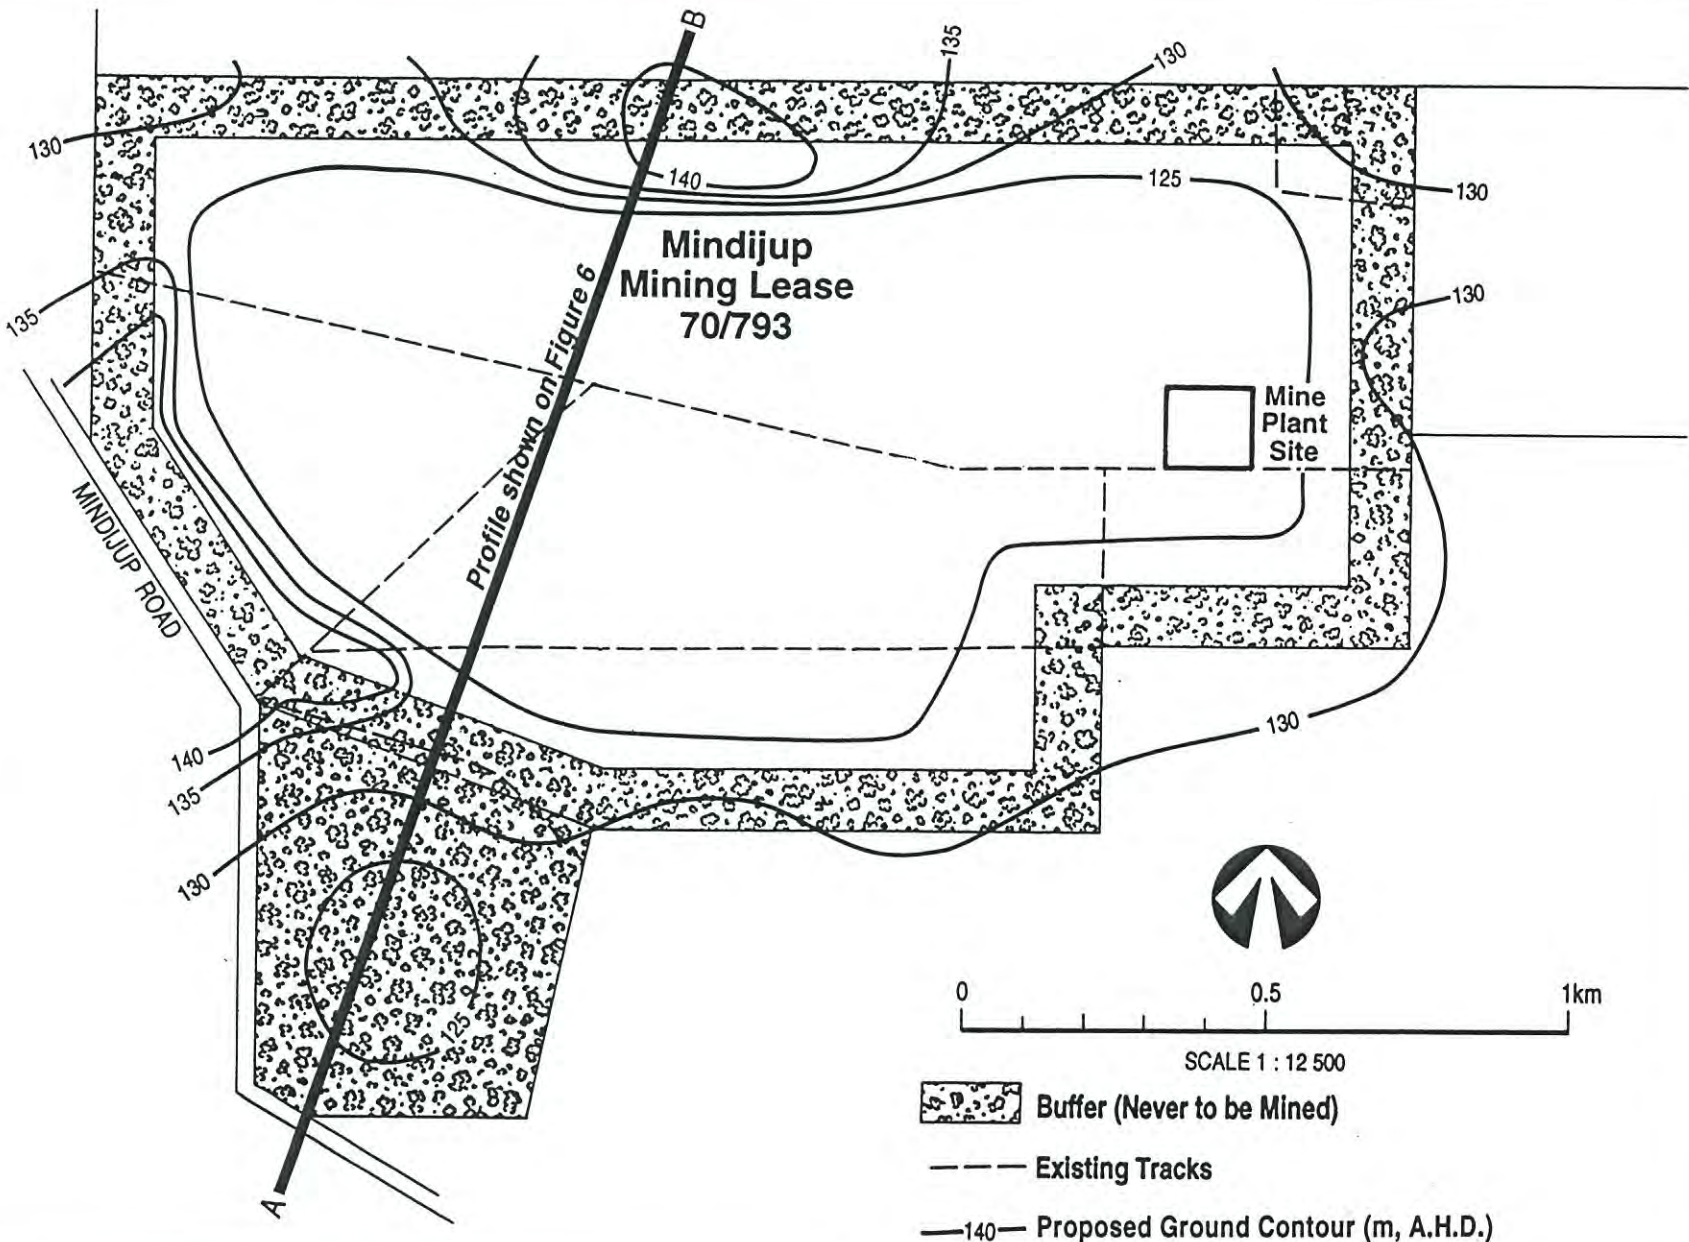 B
135
130
130
140
125
130
Mindijup
Mining Lease
70/793
Profile shown on Figure 6
135
130
Mine
Plant
Site
MINDIJUP ROAD
140
135
130
130
125
A
0 0.5 1km
SCALE 1 : 12 500
Buffer (Never to be Mined)
Existing Tracks
140 Proposed Ground Contour (m, A.H.D.)